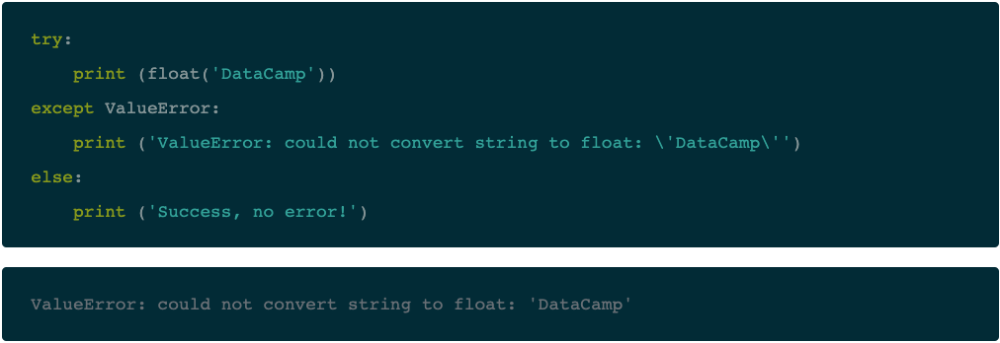 try:
    print (float('DataCamp'))
except ValueError:
    print ('ValueError: could not convert string to float: \'DataCamp\'')
else:
    print ('Success, no error!')
ValueError: could not convert string to float: 'DataCamp'